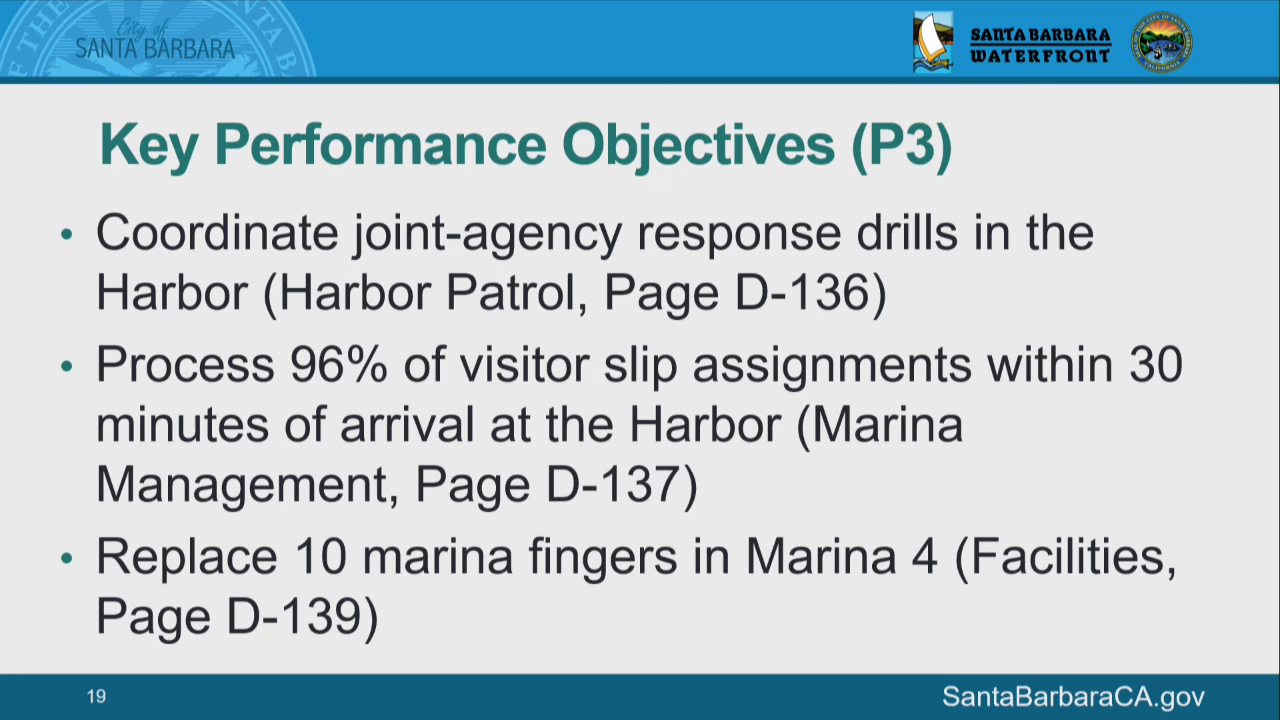 City of
SANTA BARBARA
SANTA BARBARA
WATERFRONT
Key Performance Objectives (P3)
• Coordinate joint-agency response drills in the
Harbor (Harbor Patrol, Page D-136)
• Process 96% of visitor slip assignments within 30
minutes of arrival at the Harbor (Marina
Management, Page D-137)
• Replace 10 marina fingers in Marina 4 (Facilities,
Page D-139)
19
SantaBarbaraCA.gov